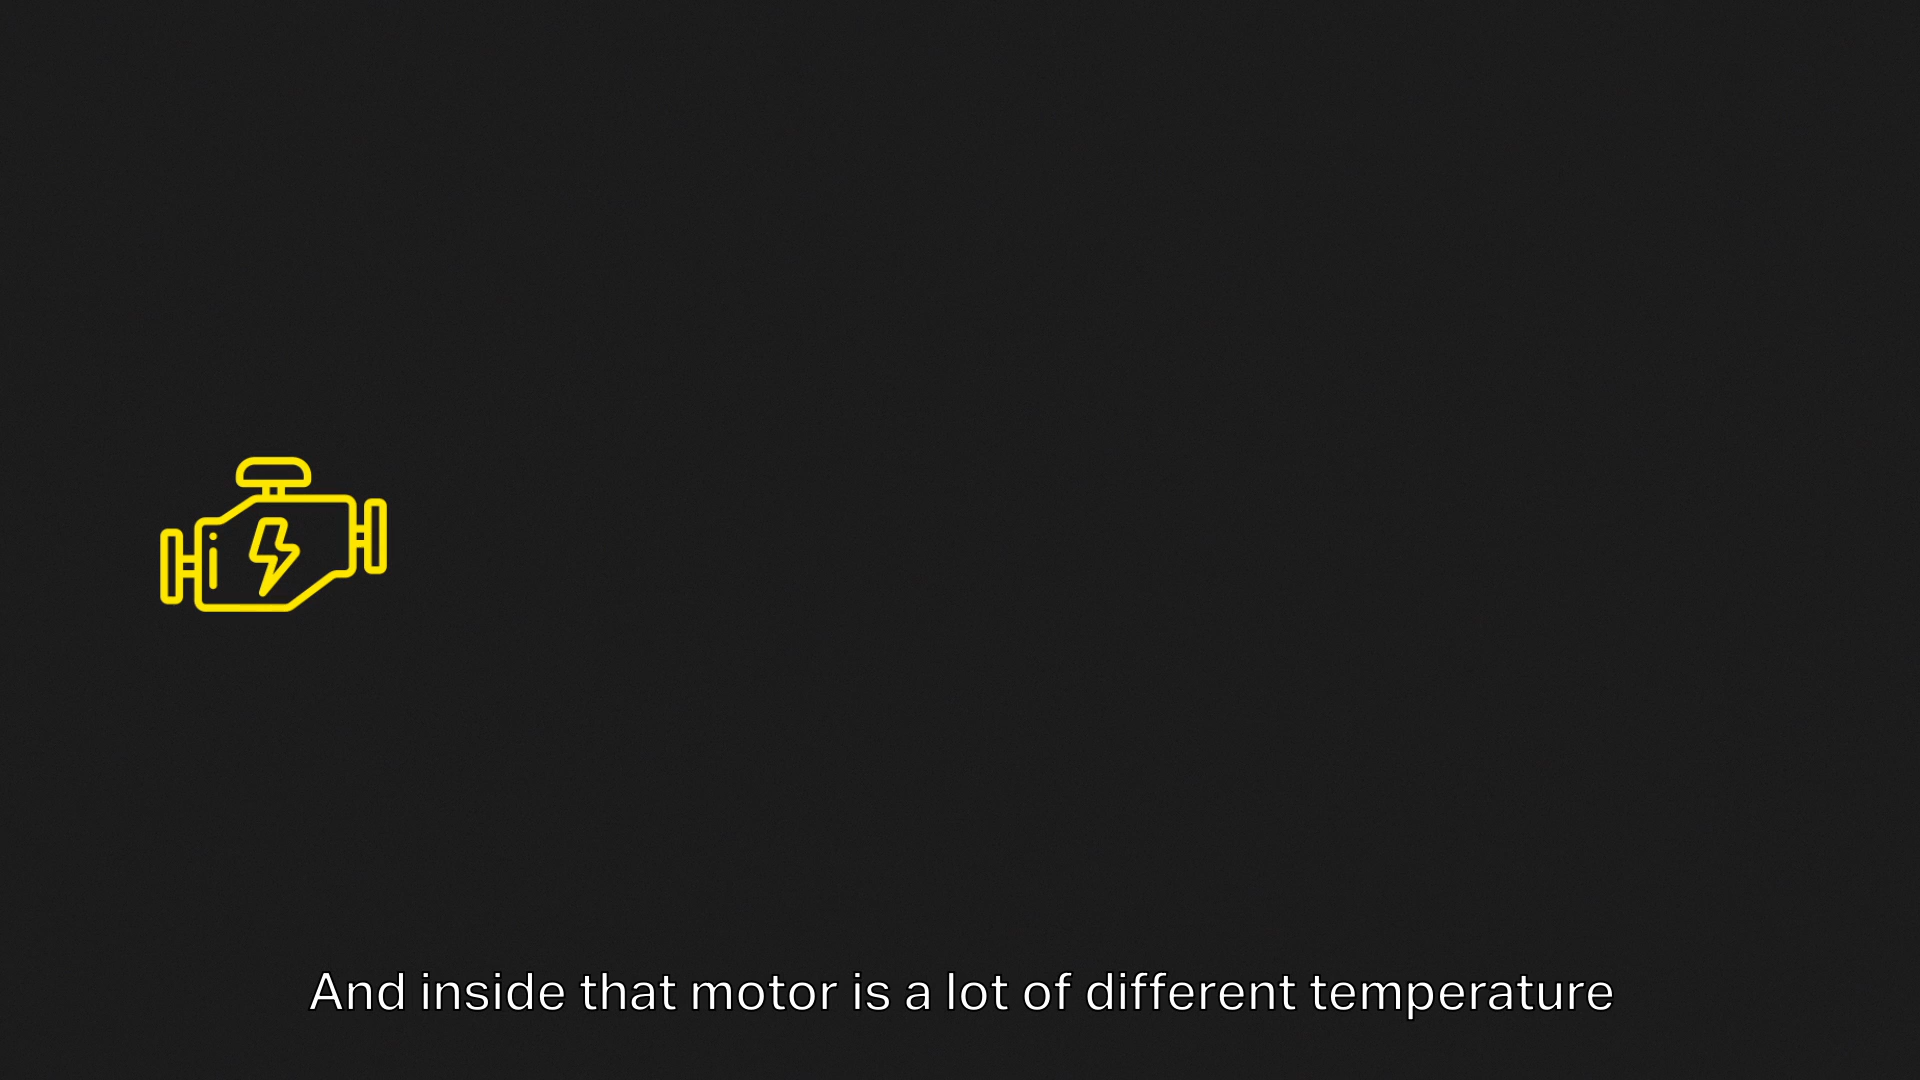 And inside that motor is a lot of different temperature